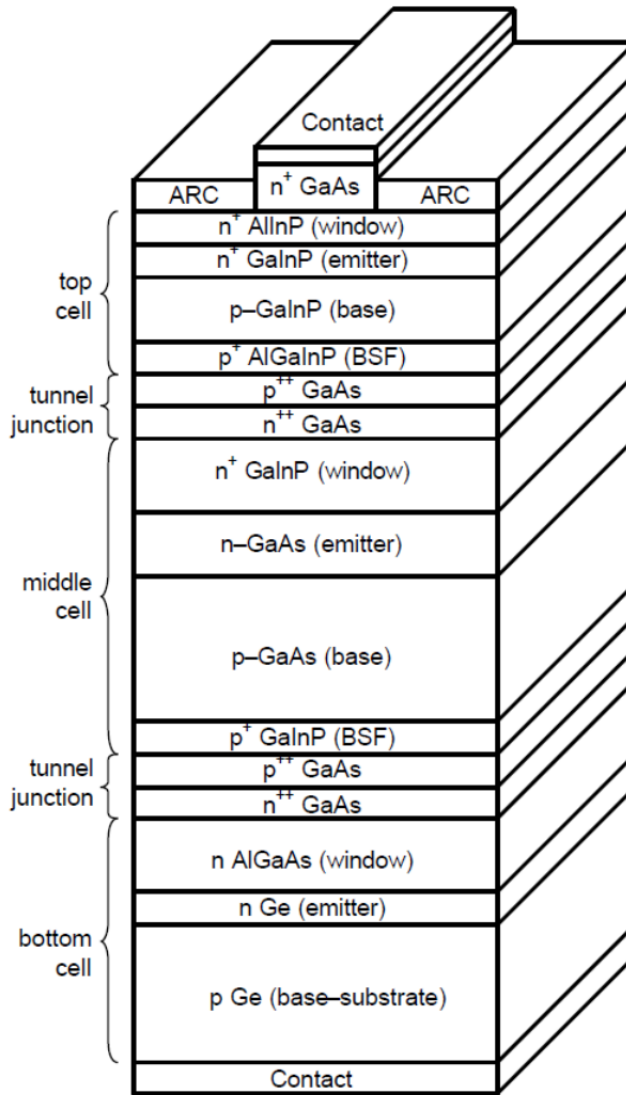 Contact
n⁺ GaAs
ARC
ARC
n⁺ AlInP (window)
n⁺ GaInP (emitter)
top
cell
p–GaInP (base)
p⁺ AlGaInP (BSF)
tunnel
junction
p⁺⁺ GaAs
n⁺⁺ GaAs
n⁺ GaInP (window)
n–GaAs (emitter)
middle
cell
p–GaAs (base)
p⁺ GaInP (BSF)
tunnel
junction
p⁺⁺ GaAs
n⁺⁺ GaAs
n AlGaAs (window)
n Ge (emitter)
bottom
cell
p Ge (base–substrate)
Contact